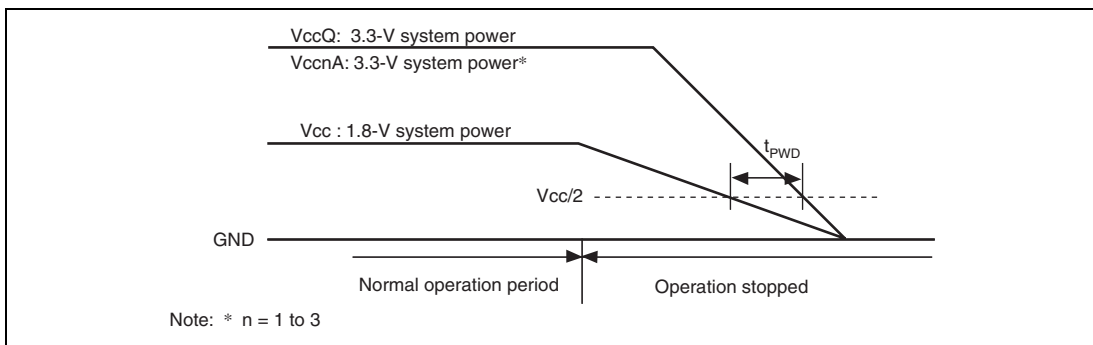 VccQ: 3.3-V system power
VccnA: 3.3-V system power*
Vcc : 1.8-V system power
tPWD
Vcc/2
GND
Normal operation period
Operation stopped
Note: * n = 1 to 3